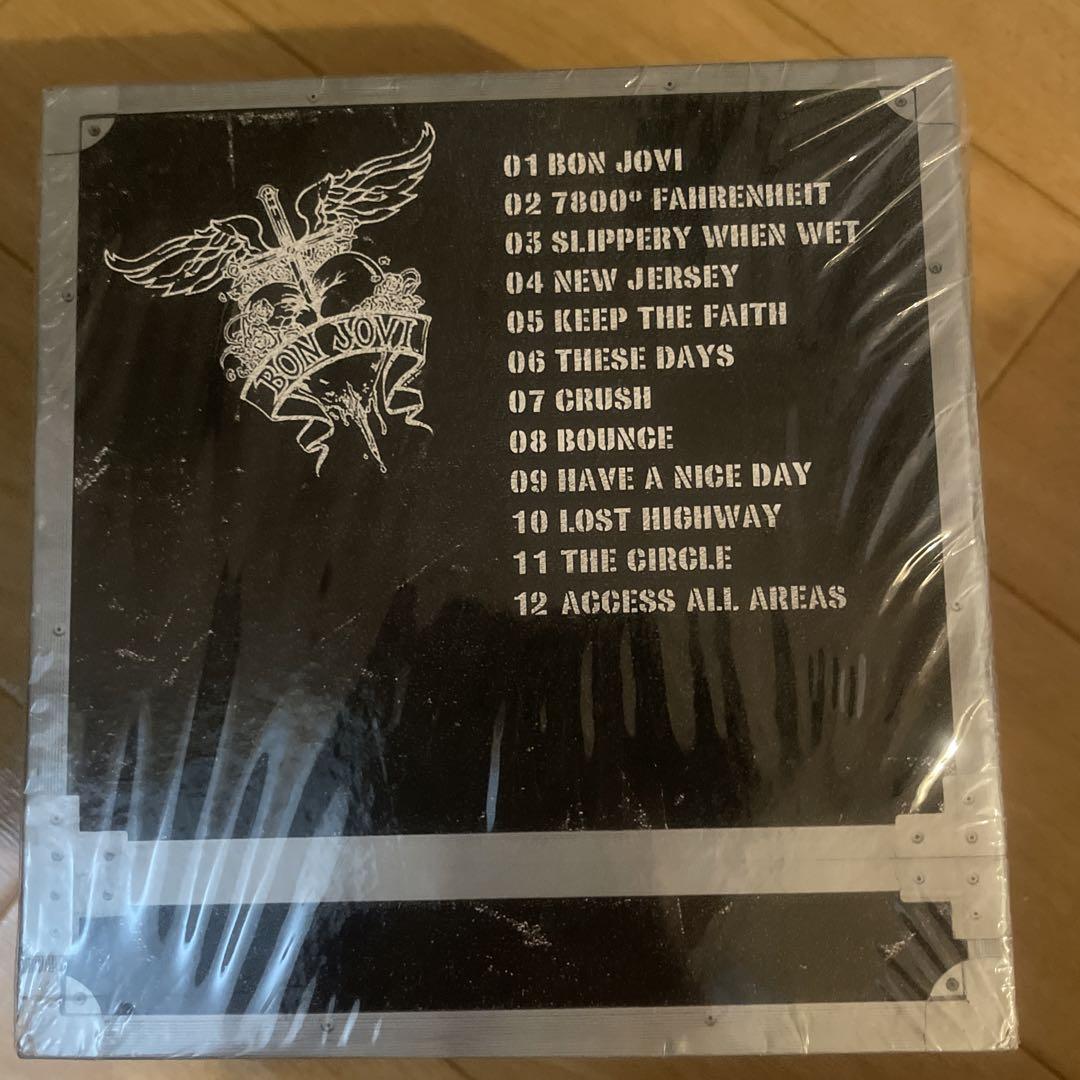 BON JOVI
01 BON JOVI
02 7800° FAHRENHEIT
03 SLIPPERY WHEN WET
04 NEW JERSEY
05 KEEP THE FAITH
06 THESE DAYS
07 CRUSH
08 BOUNCE
09 HAVE A NICE DAY
10 LOST HIGHWAY
11 THE CIRCLE
12 ACCESS ALL AREAS